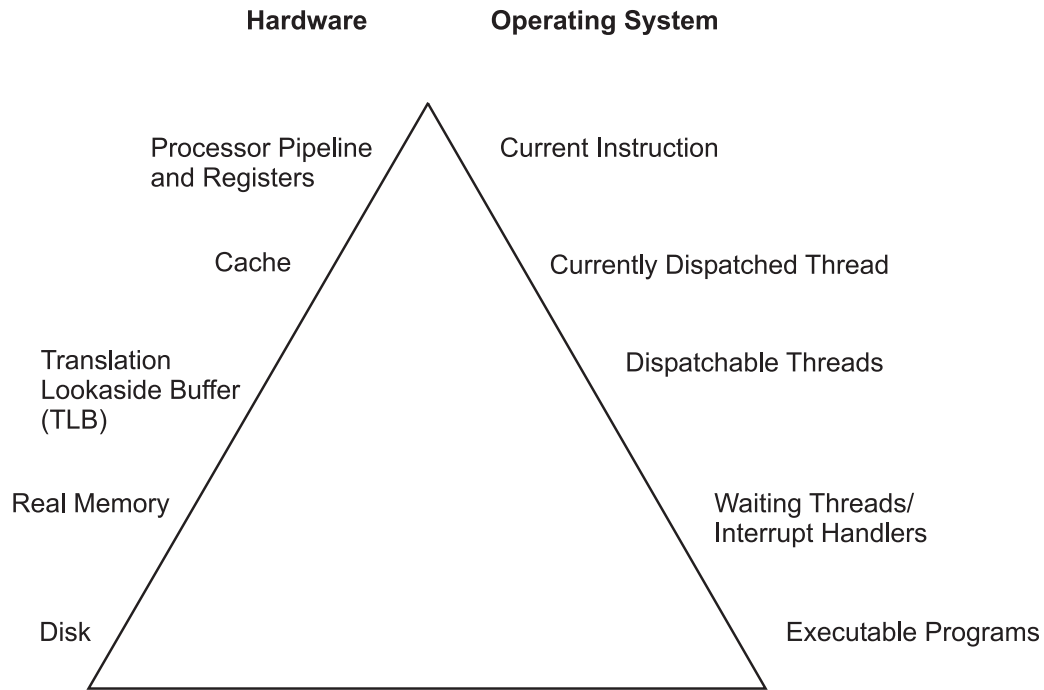 Hardware
Operating System
Processor Pipeline
and Registers
Current Instruction
Cache
Currently Dispatched Thread
Translation
Lookaside Buffer
(TLB)
Dispatchable Threads
Real Memory
Waiting Threads/
Interrupt Handlers
Disk
Executable Programs